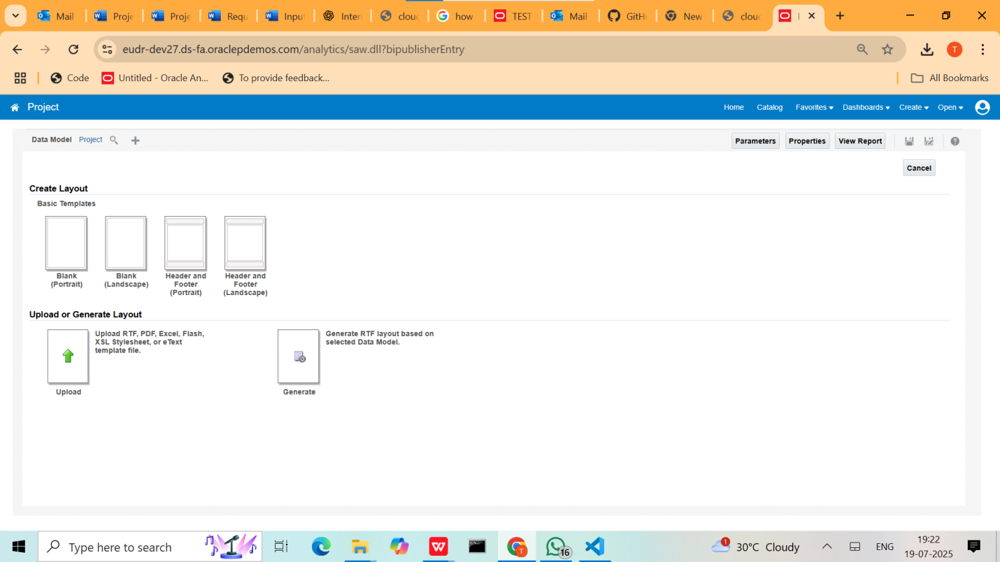 Mail
Proje
Proje
Requ
Input
Inter
clouc
how
TEST
Mail
GitHu
New
clouc
eudr-dev27.ds-fa.oraclepdemos.com/analytics/saw.dll?bipublisherEntry
T
Code
Untitled - Oracle An...
To provide feedback...
All Bookmarks
Project
Home
Catalog
Favorites
Dashboards
Create
Open
Data Model Project
Parameters
Properties
View Report
Cancel
Create Layout
Basic Templates
Blank
(Portrait)
Blank
(Landscape)
Header and
Footer
(Portrait)
Header and
Footer
(Landscape)
Upload or Generate Layout
Upload RTF, PDF, Excel, Flash,
XSL Stylesheet, or eText
template file.
Upload
Generate RTF layout based on
selected Data Model.
Generate
Type here to search
W
T
16
1
30°C Cloudy
ENG
19:22
19-07-2025